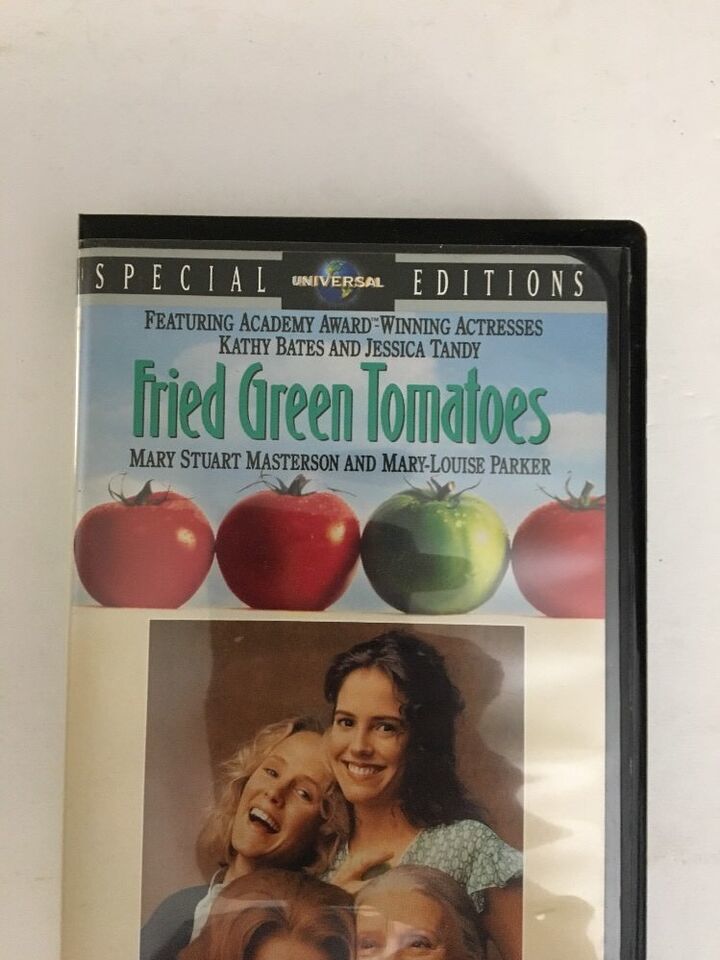 SPECIAL UNIVERSAL EDITIONS
FEATURING ACADEMY AWARD™-WINNING ACTRESSES
KATHY BATES AND JESSICA TANDY
Fried Green Tomatoes
MARY STUART MASTERSON AND MARY-LOUISE PARKER